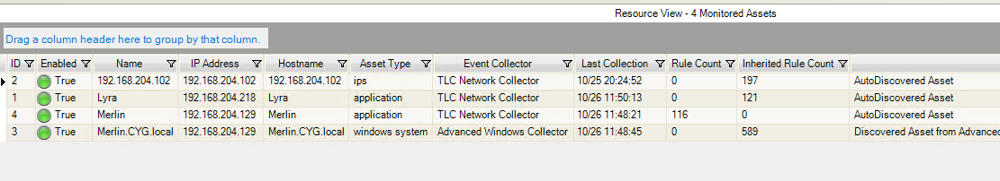 Resource View - 4 Monitored Assets
Drag a column header here to group by that column.
ID Enabled Name IP Address Hostname Asset Type Event Collector Last Collection Rule Count Inherited Rule Count
2 True 192.168.204.102 192.168.204.102 192.168.204.102 ips TLC Network Collector 10/25 20:24:52 0 197 AutoDiscovered Asset
1 True Lyra 192.168.204.218 Lyra application TLC Network Collector 10/26 11:50:13 0 121 AutoDiscovered Asset
4 True Merlin 192.168.204.129 Merlin application TLC Network Collector 10/26 11:48:21 116 0 AutoDiscovered Asset
3 True Merlin.CYG.local 192.168.204.129 Merlin.CYG.local windows system Advanced Windows Collector 10/26 11:48:45 0 589 Discovered Asset from Advanced